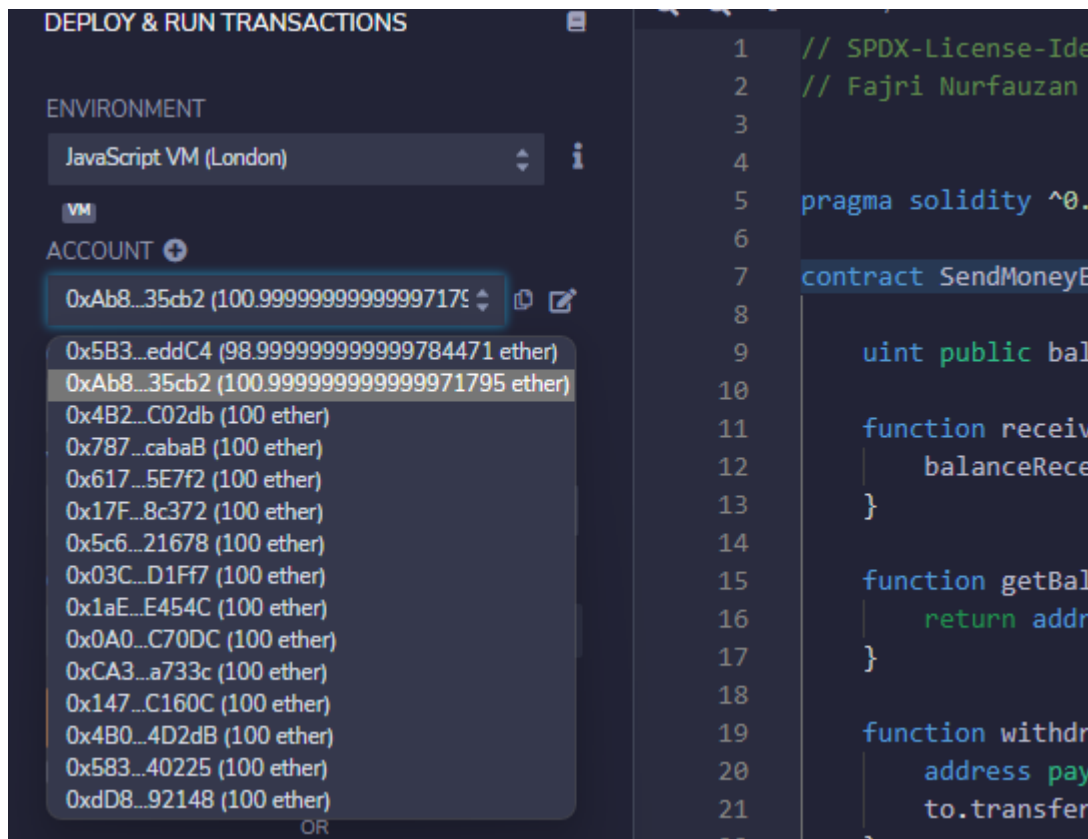 DEPLOY & RUN TRANSACTIONS
ENVIRONMENT
JavaScript VM (London)
VM
ACCOUNT
0xAb8...35cb2 (100.99999999999997179
0x5B3...eddC4 (98.999999999999784471 ether)
0xAb8...35cb2 (100.999999999999971795 ether)
0x4B2...C02db (100 ether)
0x787...cabaB (100 ether)
0x617...5E7f2 (100 ether)
0x17F...8c372 (100 ether)
0x5c6...21678 (100 ether)
0x03C...D1Ff7 (100 ether)
0x1aE...E454C (100 ether)
0x0A0...C70DC (100 ether)
0xCA3...a733c (100 ether)
0x147...C160C (100 ether)
0x4B0...4D2dB (100 ether)
0x583...40225 (100 ether)
0xdD8...92148 (100 ether)
OR
1 // SPDX-License-Ide
2 // Fajri Nurfauzan
3
4
5 pragma solidity ^0.
6
7 contract SendMoneyE
8
9 uint public bal
10
11 function receiv
12 balanceRece
13 }
14
15 function getBal
16 return addr
17 }
18
19 function withdr
20 address pay
21 to.transfer